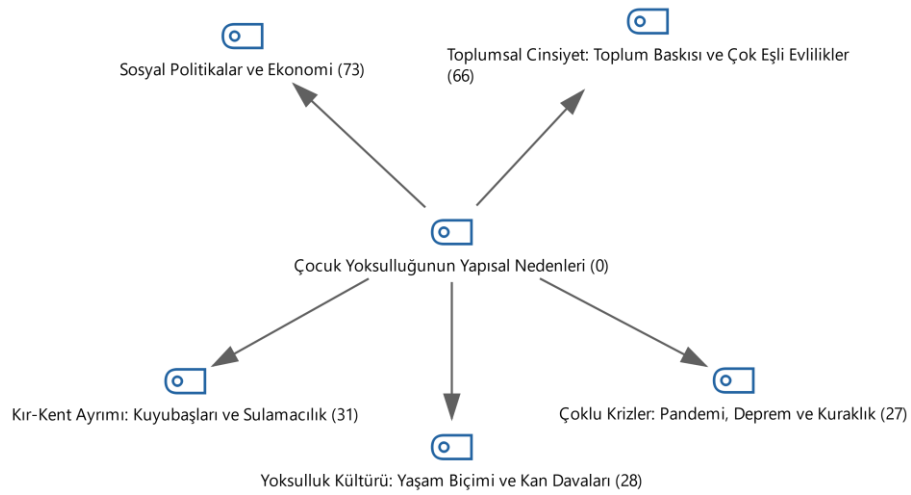 Sosyal Politikalar ve Ekonomi (73)
Toplumsal Cinsiyet: Toplum Baskısı ve Çok Eşli Evlilikler
(66)
Çocuk Yoksulluğunun Yapısal Nedenleri (0)
Kır-Kent Ayrımı: Kuyubaşları ve Sulamacılık (31)
Çoklu Krizler: Pandemi, Deprem ve Kuraklık (27)
Yoksulluk Kültürü: Yaşam Biçimi ve Kan Davaları (28)